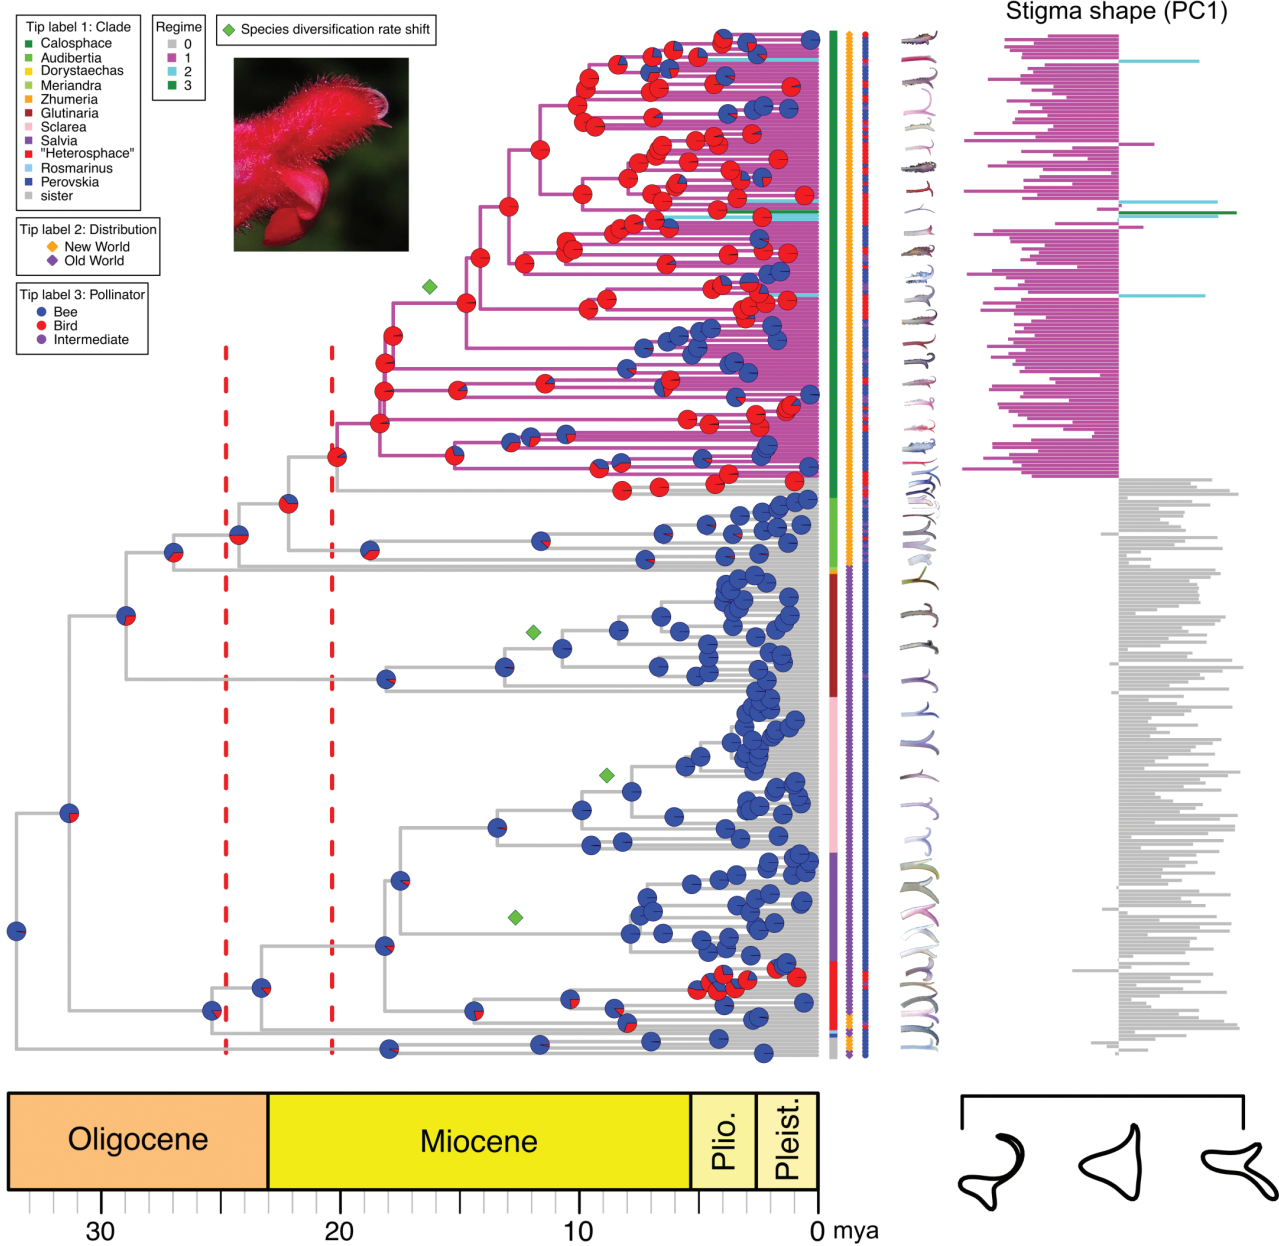 Stigma shape (PC1)
Tip label 1: Clade
Calosphace
Audibertia
Dorystaechas
Meriandra
Zhumeria
Glutinaria
Sclarea
Salvia
"Heterosphace"
Rosmarinus
Perovskia
sister
Regime
0
1
2
3
Species diversification rate shift
Tip label 2: Distribution
New World
Old World
Tip label 3: Pollinator
Bee
Bird
Intermediate
Oligocene
Miocene
Plio.
Pleist.
30
20
10
0 mya